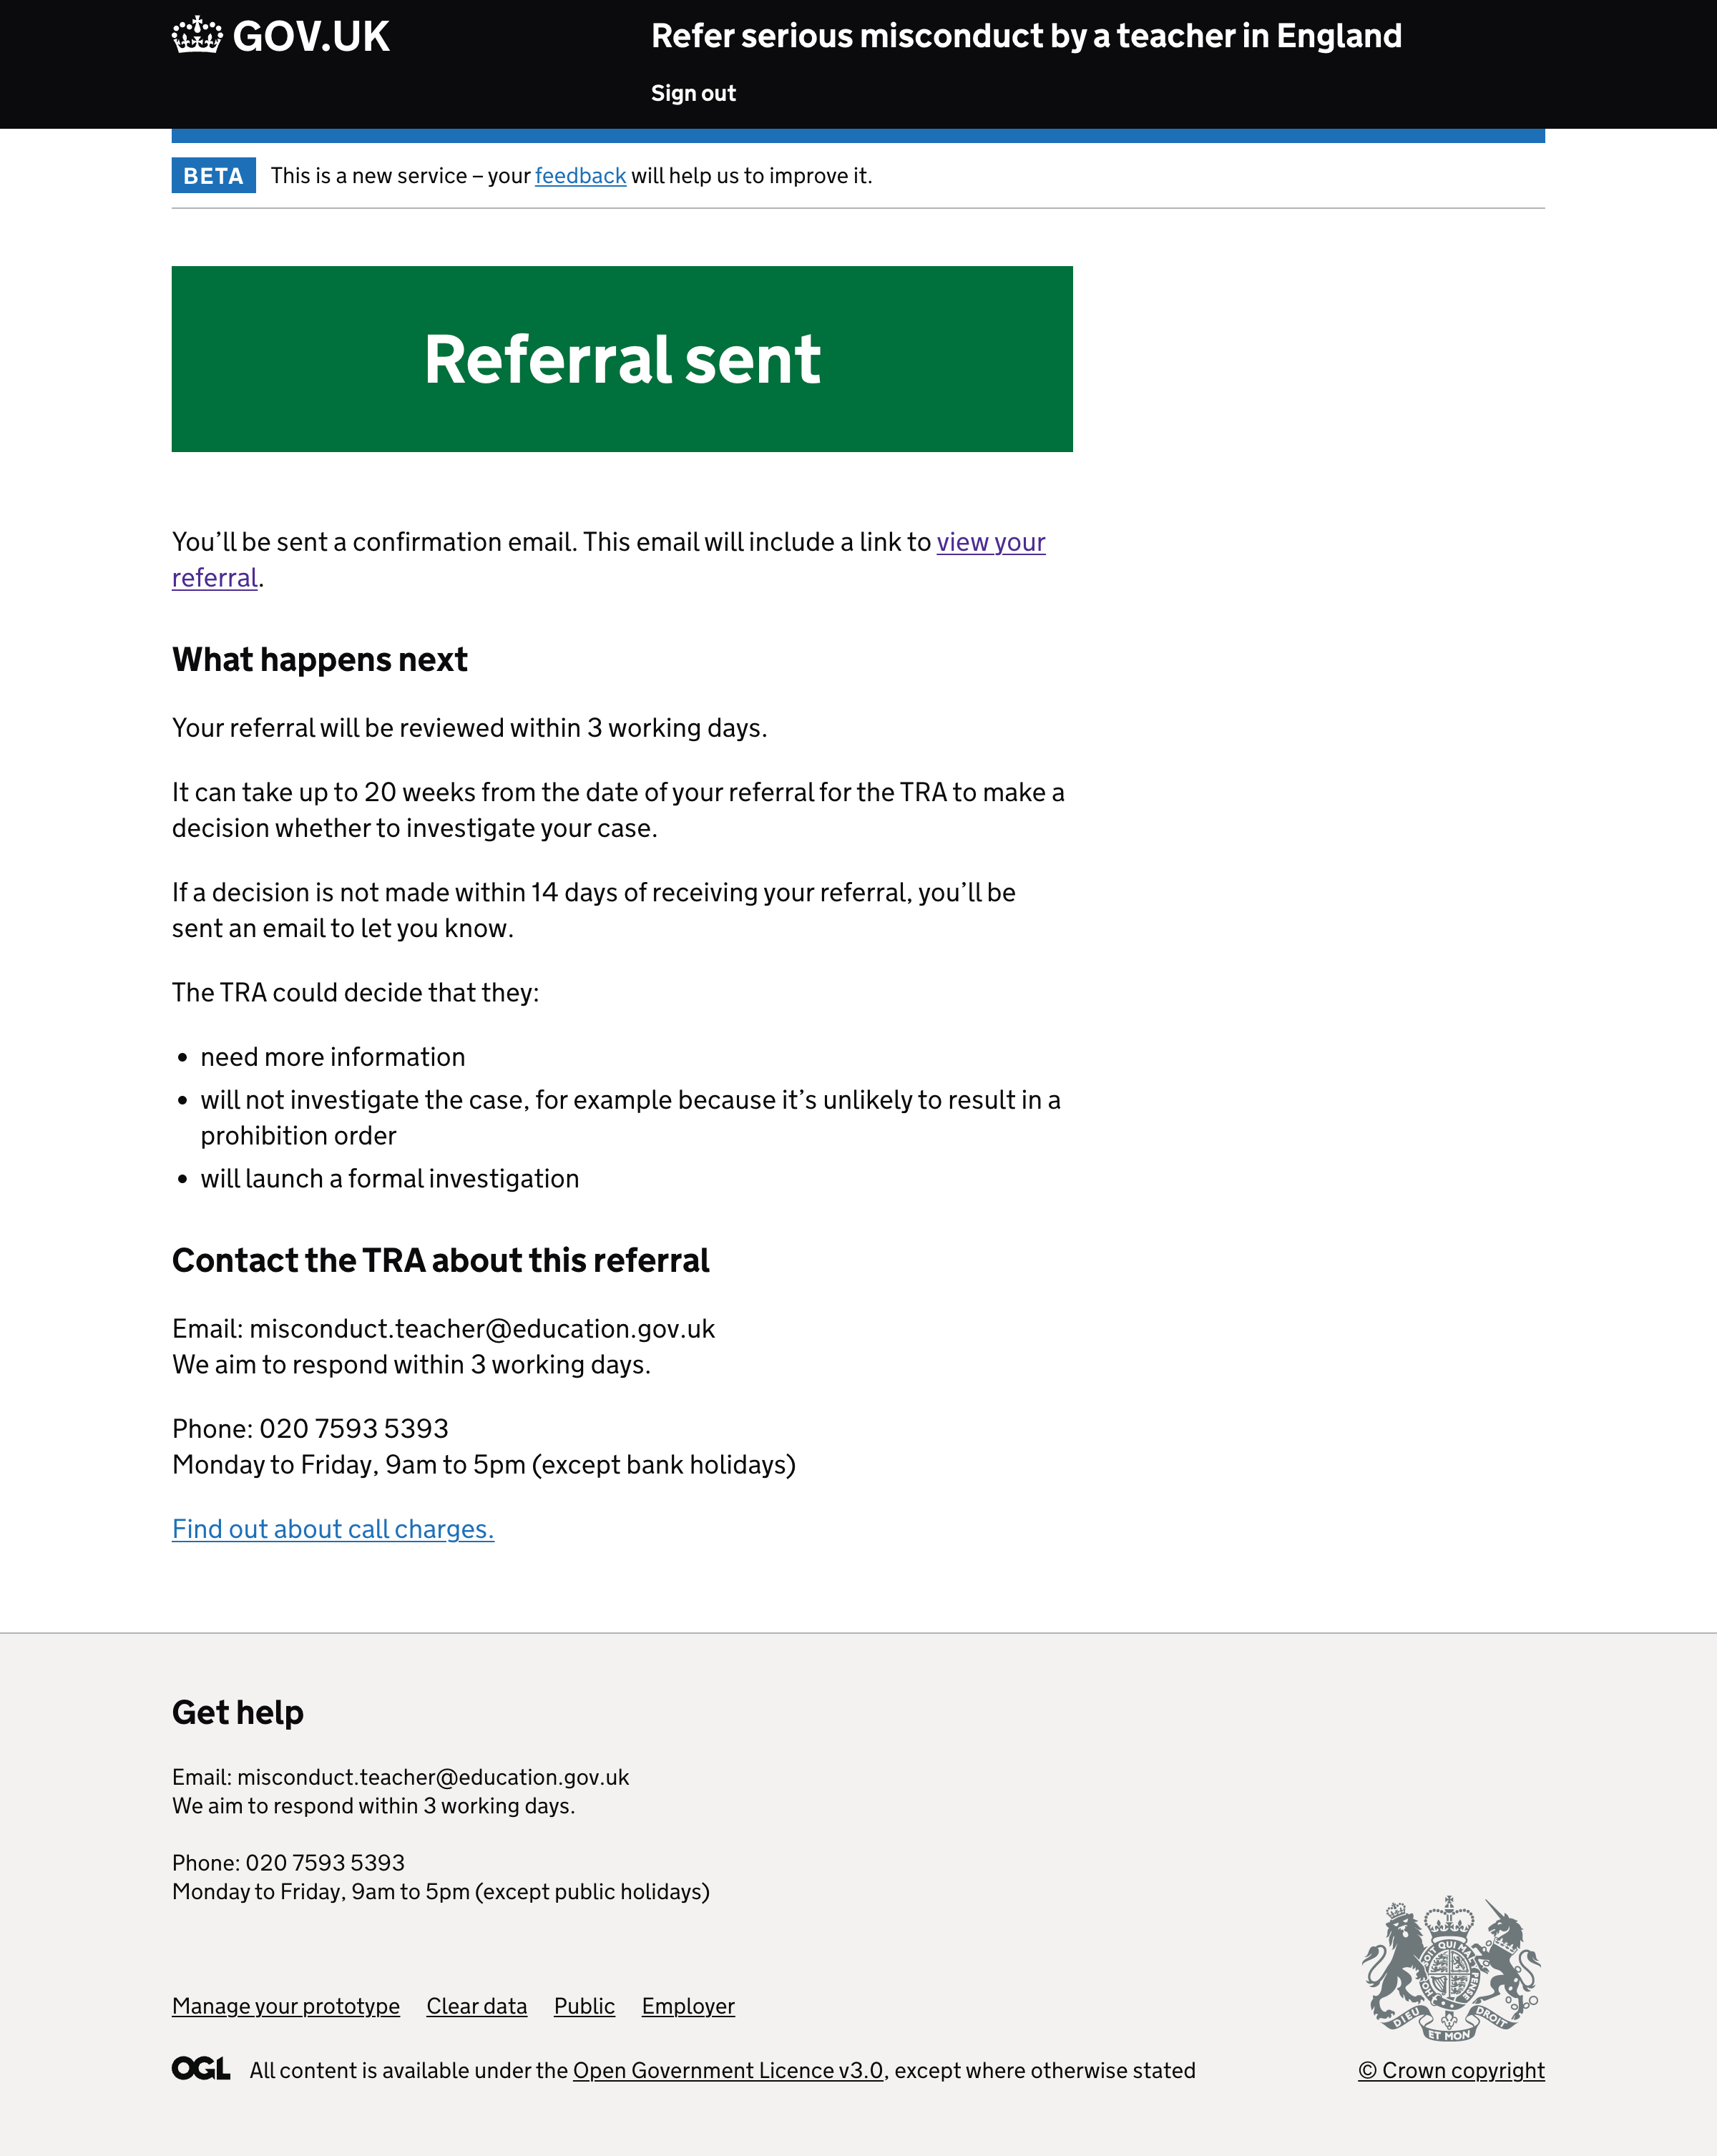 GOV.UK
Refer serious misconduct by a teacher in England
Sign out
BETA
This is a new service – your feedback will help us to improve it.
Referral sent
You’ll be sent a confirmation email. This email will include a link to view your
referral.
What happens next
Your referral will be reviewed within 3 working days.
It can take up to 20 weeks from the date of your referral for the TRA to make a
decision whether to investigate your case.
If a decision is not made within 14 days of receiving your referral, you’ll be
sent an email to let you know.
The TRA could decide that they:
• need more information
• will not investigate the case, for example because it’s unlikely to result in a
prohibition order
• will launch a formal investigation
Contact the TRA about this referral
Email: misconduct.teacher@education.gov.uk
We aim to respond within 3 working days.
Phone: 020 7593 5393
Monday to Friday, 9am to 5pm (except bank holidays)
Find out about call charges.
Get help
Email: misconduct.teacher@education.gov.uk
We aim to respond within 3 working days.
Phone: 020 7593 5393
Monday to Friday, 9am to 5pm (except public holidays)
DIEU ET MON DROIT
Manage your prototype Clear data Public Employer
OGL All content is available under the Open Government Licence v3.0, except where otherwise stated
© Crown copyright